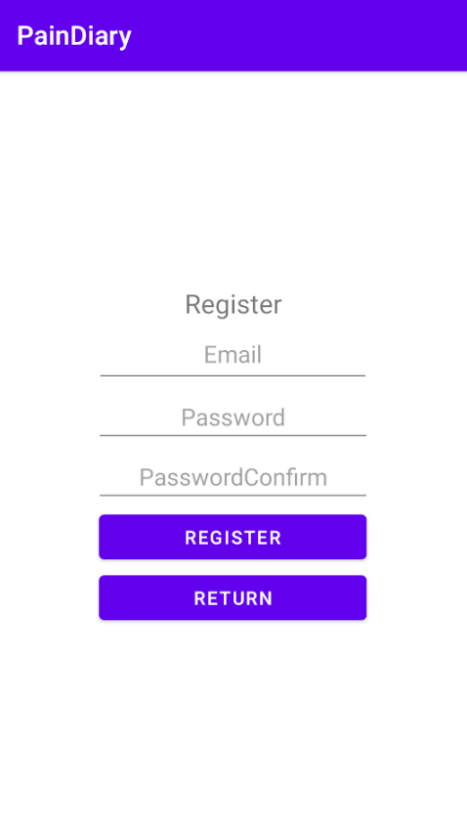 PainDiary
Register
Email
Password
PasswordConfirm
REGISTER
RETURN